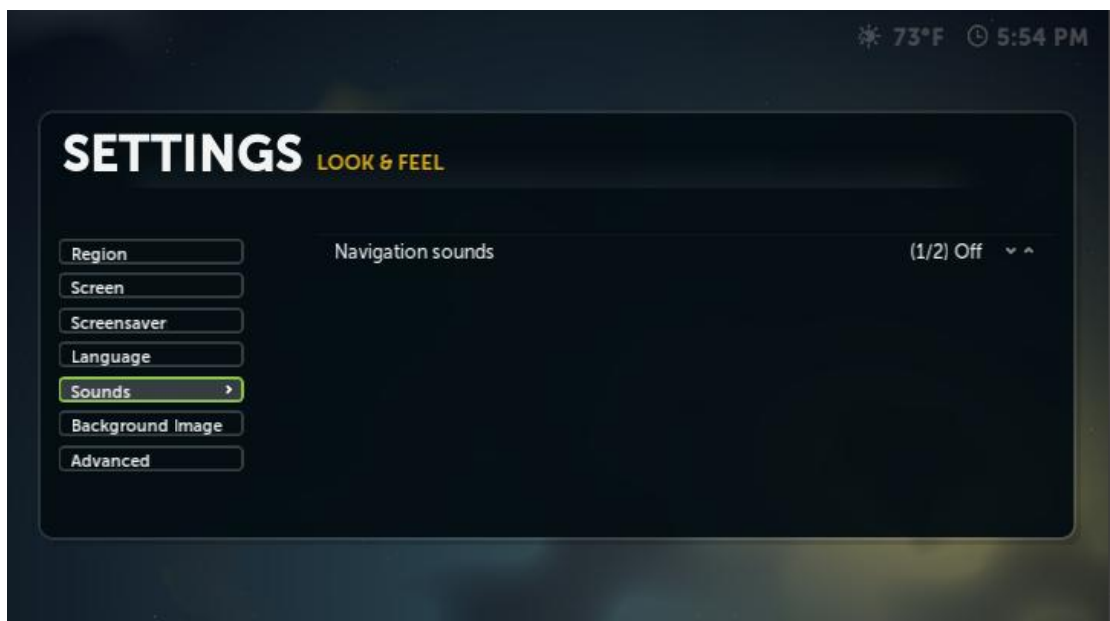 73°F 5:54 PM
SETTINGS LOOK & FEEL
Region
Screen
Screensaver
Language
Sounds
Background Image
Advanced
Navigation sounds (1/2) Off